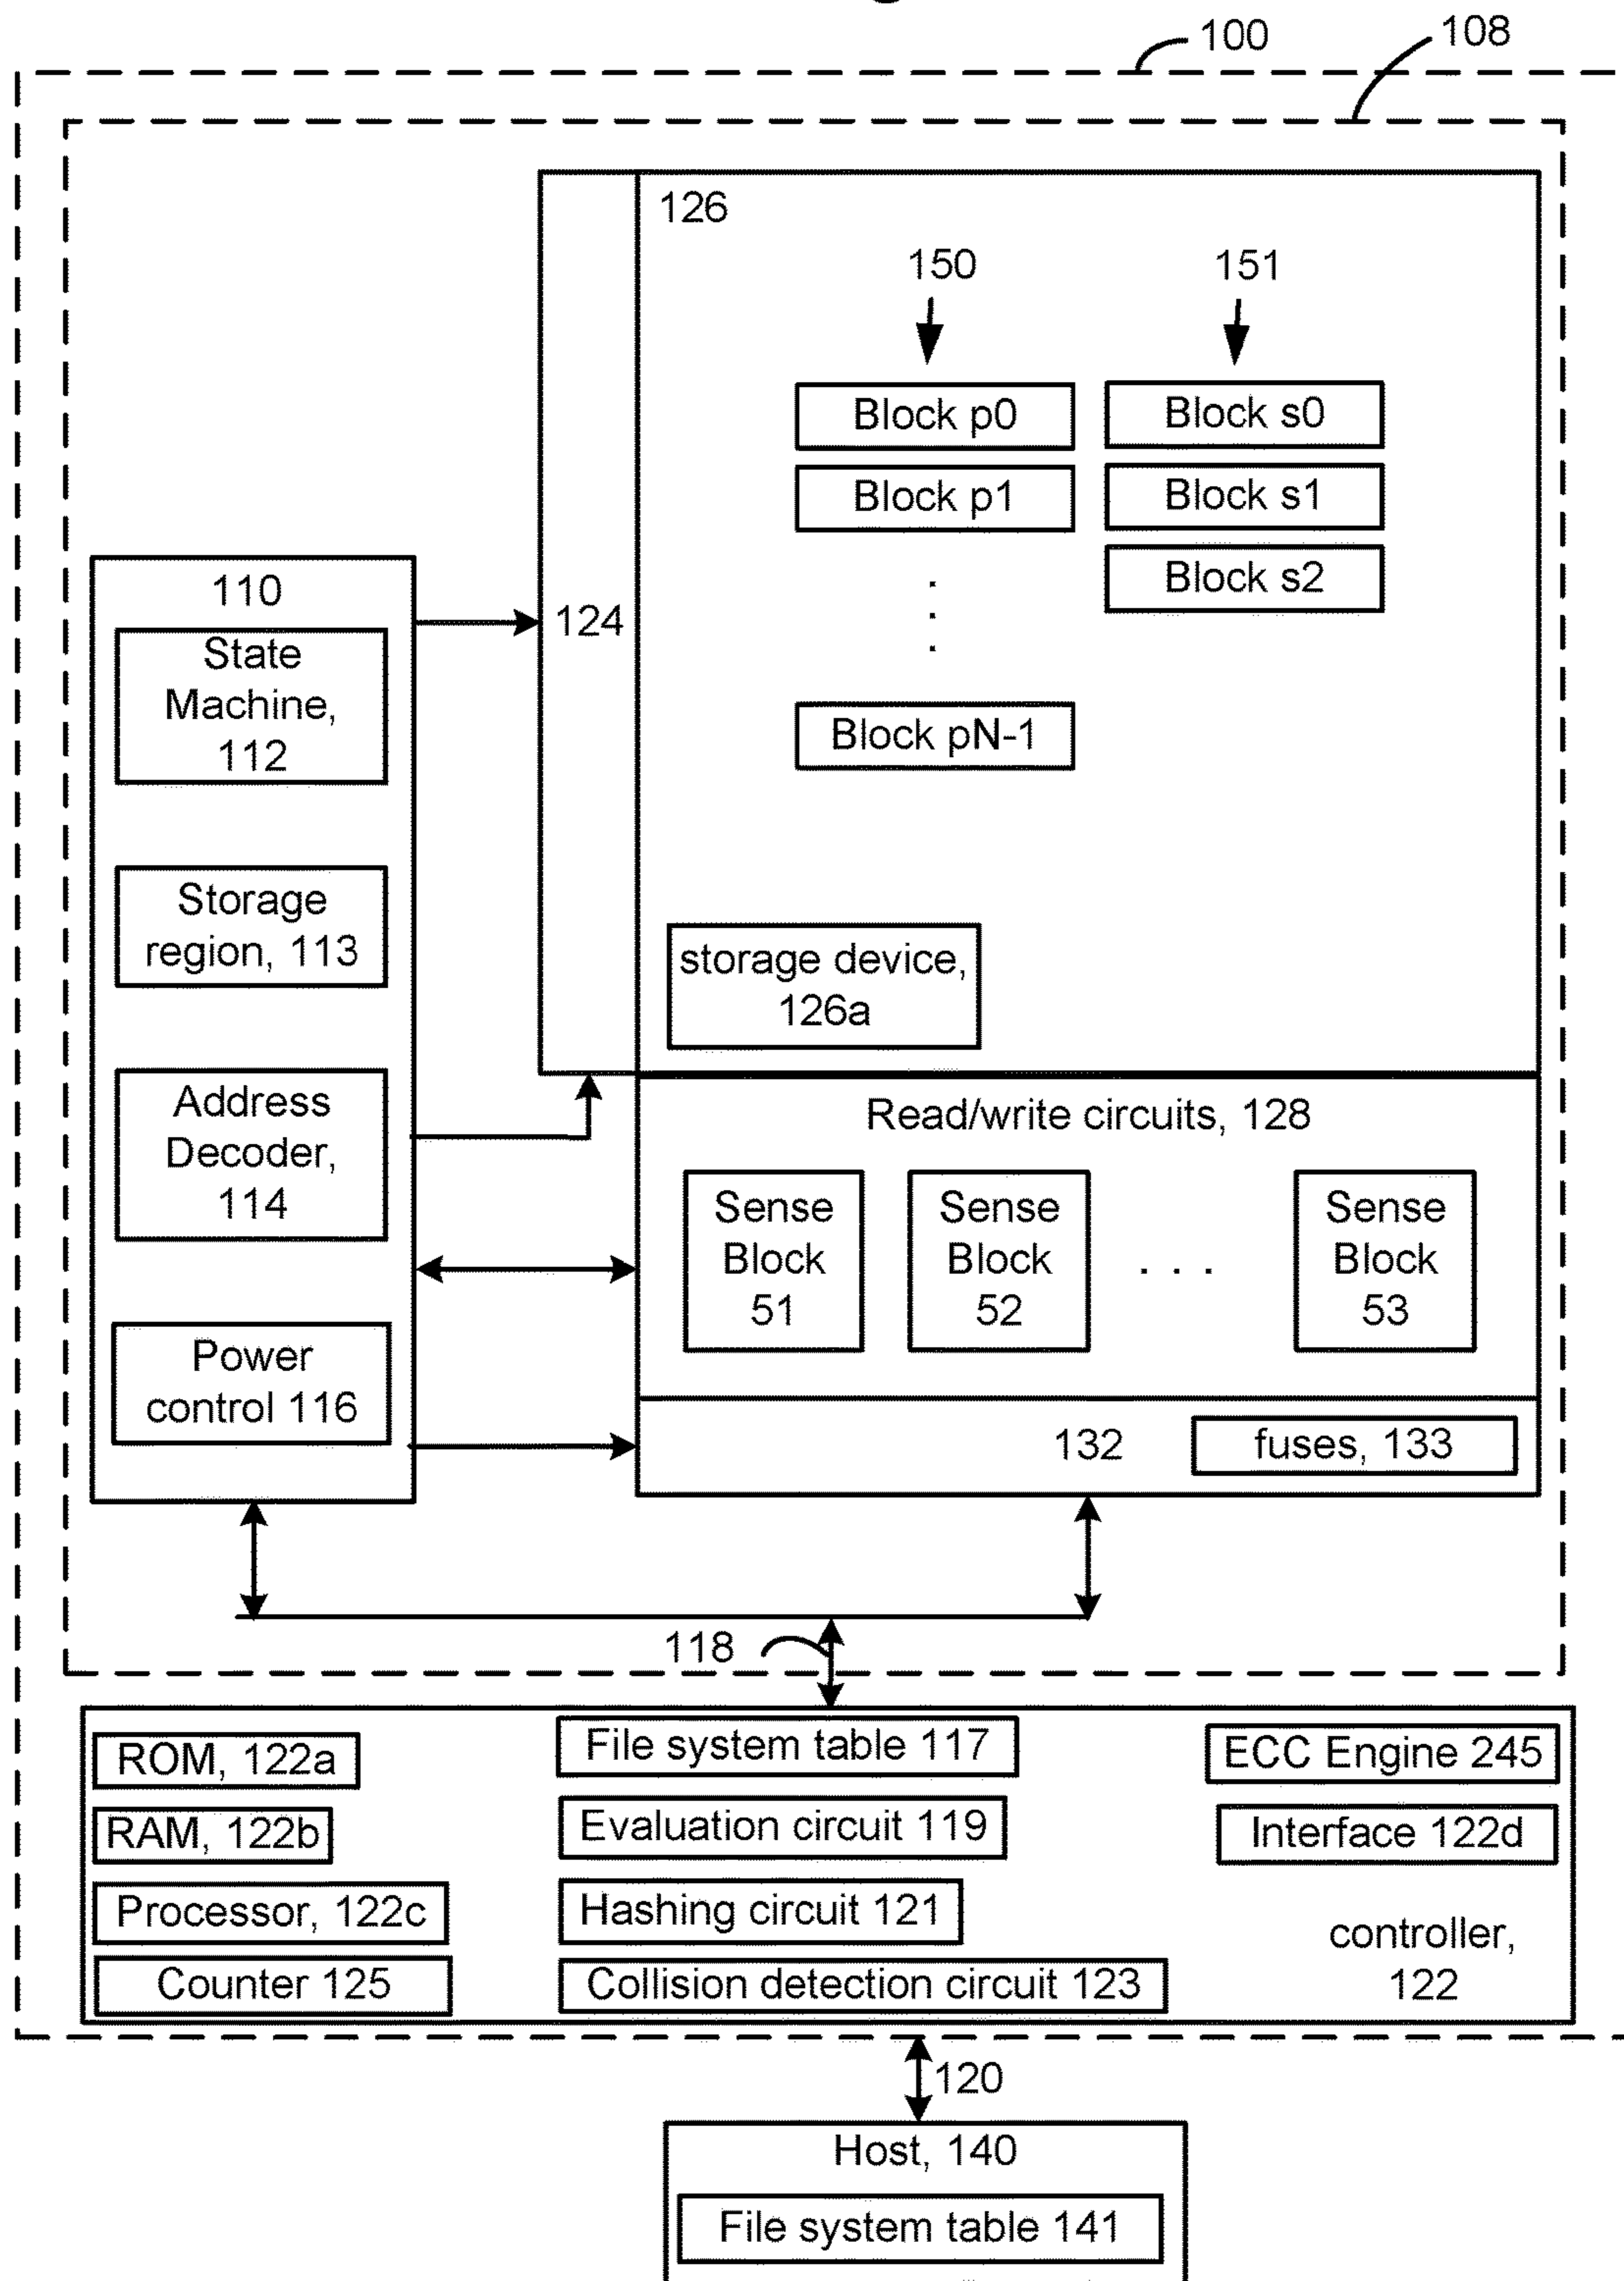 100
108
126
150
151
Block p0
Block s0
Block p1
Block s1
Block s2
.
.
.
Block pN-1
124
110
State
Machine,
112
Storage
region, 113
Address
Decoder,
114
Power
control 116
storage device,
126a
Read/write circuits, 128
Sense
Block
51
Sense
Block
52
. . .
Sense
Block
53
132
fuses, 133
118
ROM, 122a
RAM, 122b
Processor, 122c
Counter 125
File system table 117
Evaluation circuit 119
Hashing circuit 121
Collision detection circuit 123
ECC Engine 245
Interface 122d
controller,
122
120
Host, 140
File system table 141